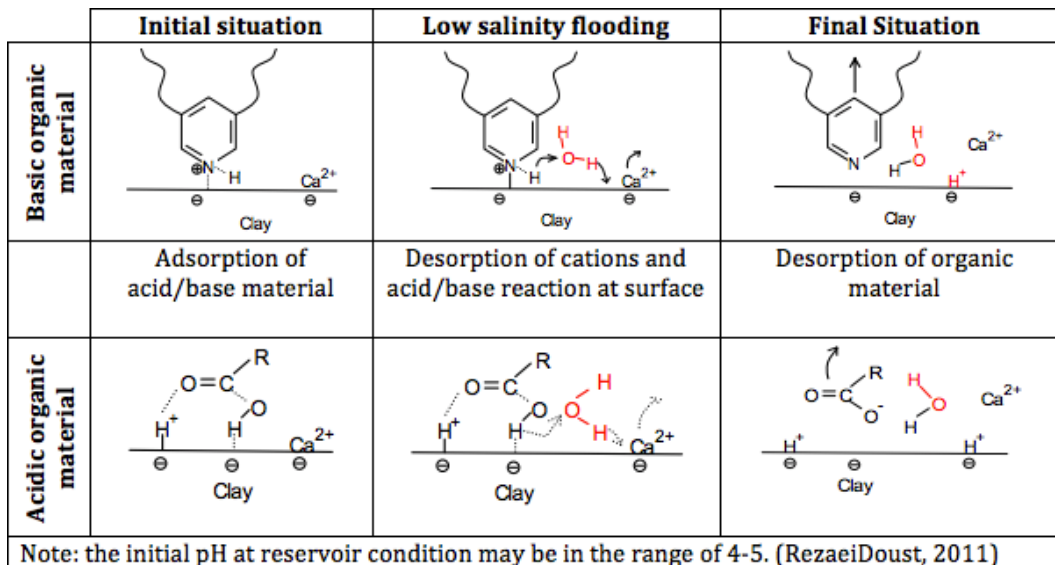 Initial situation
Low salinity flooding
Final Situation
Basic organic
material
⊕N
H
Ca2+
⊖
⊖
Clay
⊕N
H
H
O
H
Ca2+
⊖
⊖
Clay
N
H
O
H
Ca2+
H+
⊖
⊖
Clay
Adsorption of
acid/base material
Desorption of cations and
acid/base reaction at surface
Desorption of organic
material
Acidic organic
material
R
O=C
O
H+
H
Ca2+
⊖
⊖
⊖
Clay
R
O=C
O
H+
H
H
O
H
Ca2+
⊖
⊖
⊖
Clay
R
O=C
O-
H
O
H
Ca2+
H+
H+
⊖
⊖
⊖
Clay
Note: the initial pH at reservoir condition may be in the range of 4-5. (RezaeiDoust, 2011)